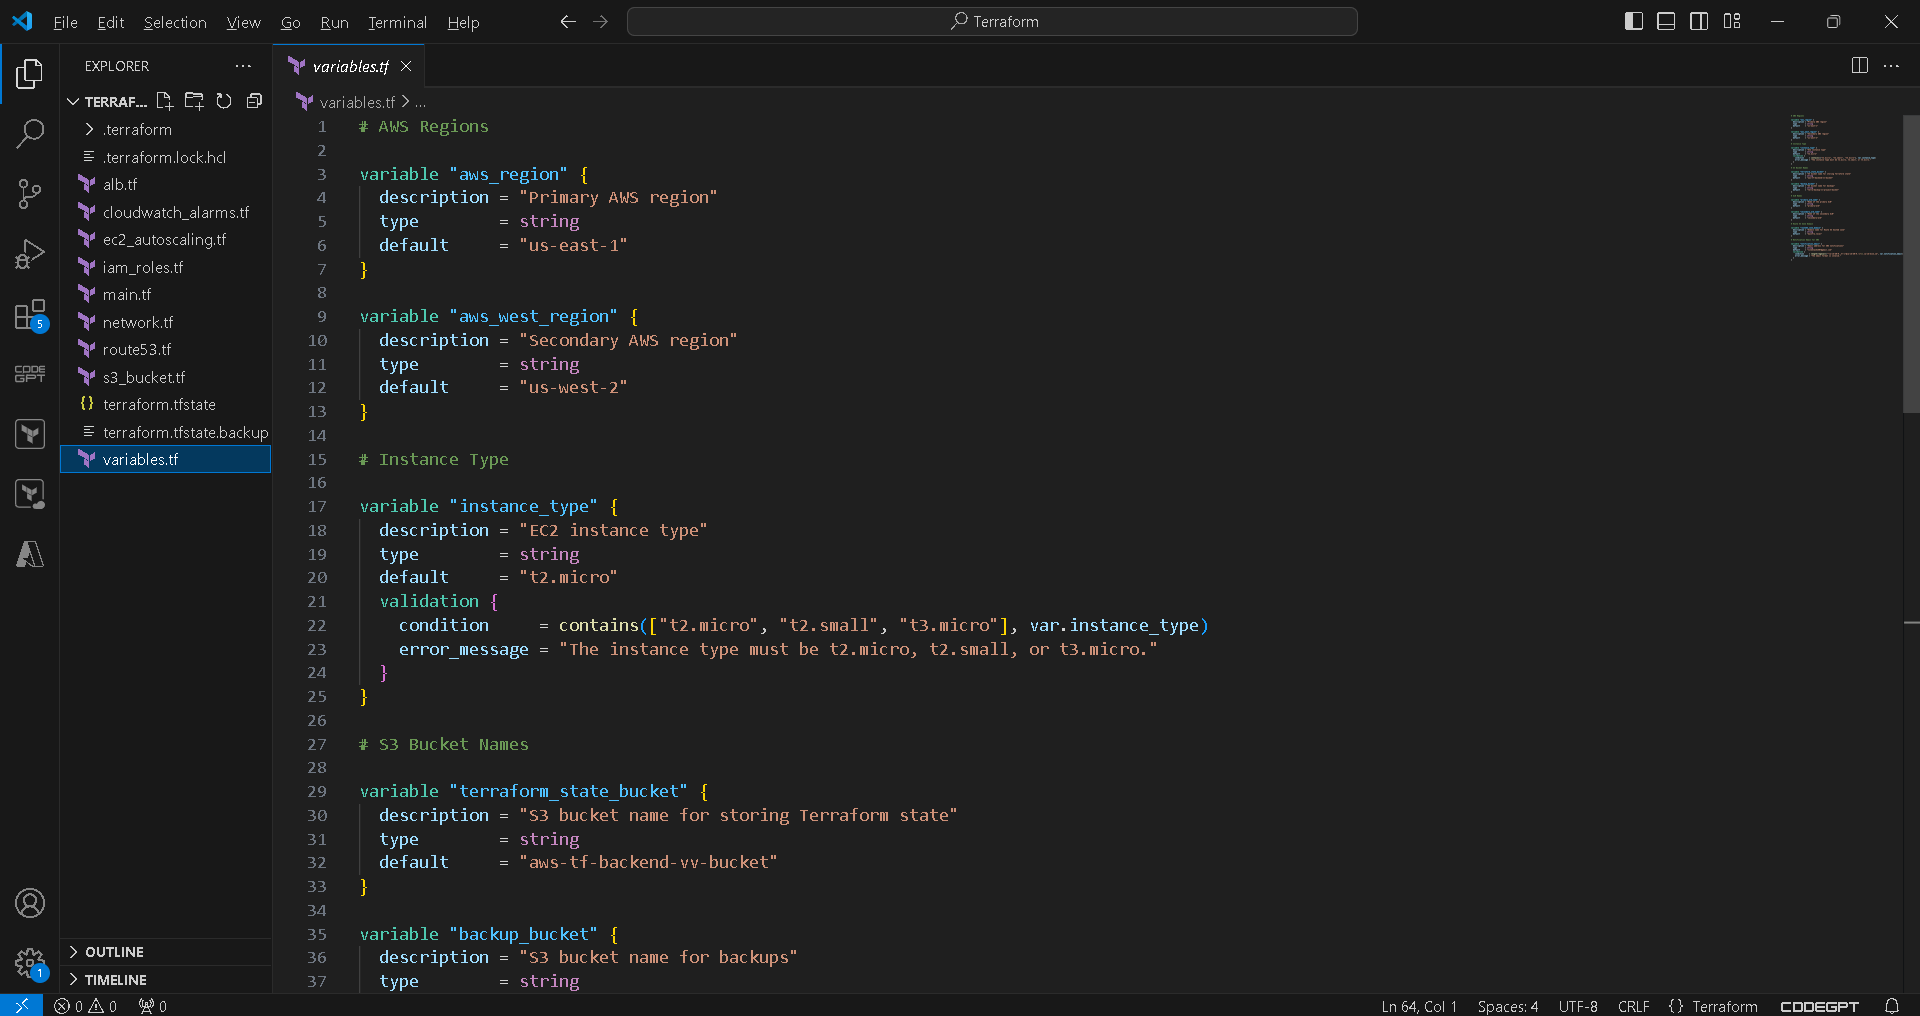 File Edit Selection View Go Run Terminal Help
Terraform
EXPLORER
TERRAF...
.terraform
.terraform.lock.hcl
alb.tf
cloudwatch_alarms.tf
ec2_autoscaling.tf
iam_roles.tf
main.tf
network.tf
route53.tf
s3_bucket.tf
terraform.tfstate
terraform.tfstate.backup
variables.tf
OUTLINE
TIMELINE
5
CODE
GPT
1
variables.tf
variables.tf > ...
1 # AWS Regions
2
3 variable "aws_region" {
4 description = "Primary AWS region"
5 type = string
6 default = "us-east-1"
7 }
8
9 variable "aws_west_region" {
10 description = "Secondary AWS region"
11 type = string
12 default = "us-west-2"
13 }
14
15 # Instance Type
16
17 variable "instance_type" {
18 description = "EC2 instance type"
19 type = string
20 default = "t2.micro"
21 validation {
22 condition = contains(["t2.micro", "t2.small", "t3.micro"], var.instance_type)
23 error_message = "The instance type must be t2.micro, t2.small, or t3.micro."
24 }
25 }
26
27 # S3 Bucket Names
28
29 variable "terraform_state_bucket" {
30 description = "S3 bucket name for storing Terraform state"
31 type = string
32 default = "aws-tf-backend-vv-bucket"
33 }
34
35 variable "backup_bucket" {
36 description = "S3 bucket name for backups"
37 type = string
0 0 0
Ln 64, Col 1 Spaces: 4 UTF-8 CRLF {} Terraform CODEGPT